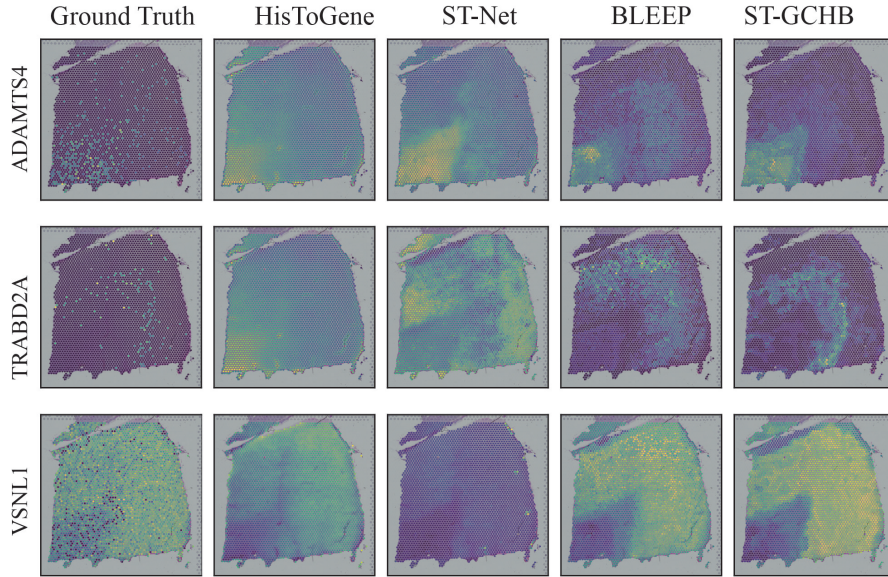 Ground Truth HisToGene ST-Net BLEEP ST-GCHB
ADAMTS4
TRABD2A
VSNL1